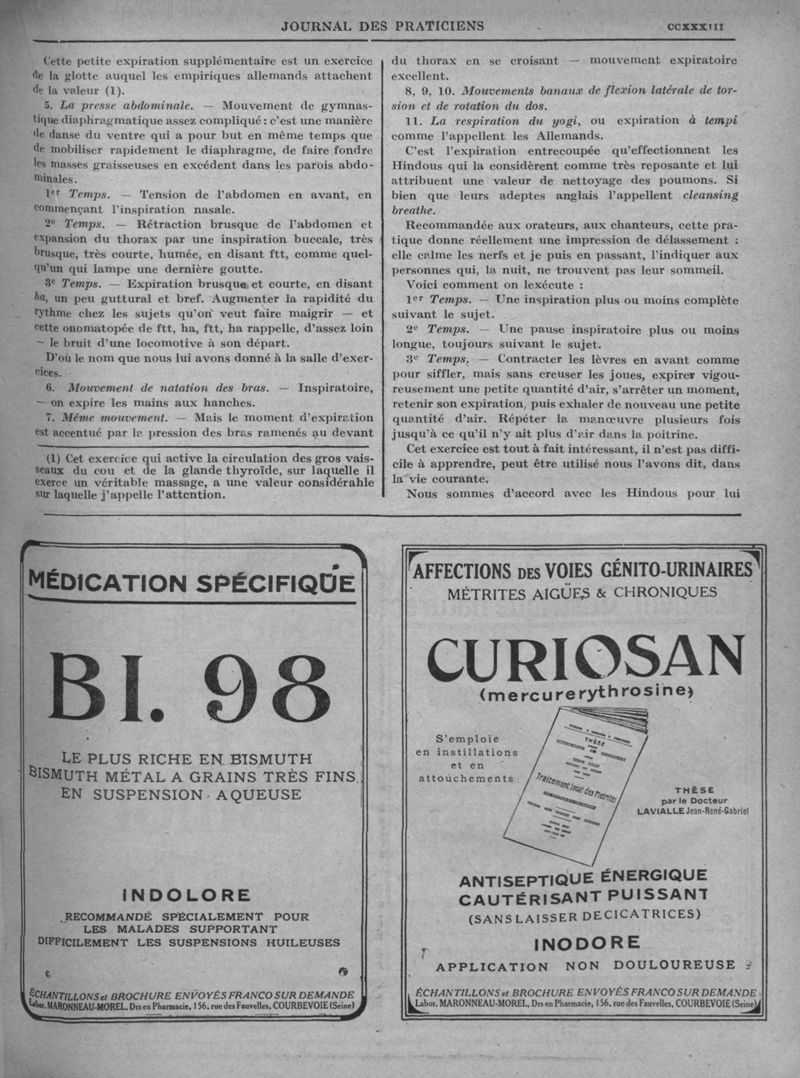 JOURNAL DES PRATICIENS
CCXXXIII
Cette petite expiration supplémentaire est un exercice
de la glotte auquel les empiriques allemands attachent
de la valeur (1).
5. La presse abdominale. — Mouvement de gymnas-
tique diaphragmatique assez compliqué : c'est une manière
de danse du ventre qui a pour but en même temps que
de mobiliser rapidement le diaphragme, de faire fondre
les masses graisseuses en excédent dans les parois abdo-
minales.
1er Temps. — Tension de l'abdomen en avant, en
commençant l'inspiration nasale.
2e Temps. — Rétraction brusque de l'abdomen et
expansion du thorax par une inspiration buccale, très
brusque, très courte, humée, en disant ftt, comme quel-
qu'un qui lampe une dernière goutte.
3e Temps. — Expiration brusque et courte, en disant
ha, un peu guttural et bref. Augmenter la rapidité du
rythme chez les sujets qu'on veut faire maigrir — et
cette onomatopée de ftt, ha, ftt, ha rappelle, d'assez loin
— le bruit d'une locomotive à son départ.
D'où le nom que nous lui avons donné à la salle d'exer-
cices.
6. Mouvement de natation des bras. — Inspiratoire,
— on expire les mains aux hanches.
7. Même mouvement. — Mais le moment d'expiration
est accentué par la pression des bras ramenés au devant
(1) Cet exercice qui active la circulation des gros vais-
seaux du cou et de la glande thyroïde, sur laquelle il
exerce un véritable massage, a une valeur considérable
sur laquelle j'appelle l'attention.
du thorax en se croisant — mouvement expiratoire
excellent.
8, 9, 10. Mouvements banaux de flexion latérale de tor-
sion et de rotation du dos.
11. La respiration du yogi, ou expiration à tempi
comme l'appellent les Allemands.
C'est l'expiration entrecoupée qu'effectionnent les
Hindous qui la considèrent comme très reposante et lui
attribuent une valeur de nettoyage des poumons. Si
bien que leurs adeptes anglais l'appellent cleansing
breathe.
Recommandée aux orateurs, aux chanteurs, cette pra-
tique donne réellement une impression de délassement :
elle calme les nerfs et je puis en passant, l'indiquer aux
personnes qui, la nuit, ne trouvent pas leur sommeil.
Voici comment on lexécute :
1er Temps. — Une inspiration plus ou moins complète
suivant le sujet.
2e Temps. — Une pause inspiratoire plus ou moins
longue, toujours suivant le sujet.
3e Temps. — Contracter les lèvres en avant comme
pour siffler, mais sans creuser les joues, expirer vigou-
reusement une petite quantité d'air, s'arrêter un moment,
retenir son expiration, puis exhaler de nouveau une petite
quantité d'air. Répéter la manœuvre plusieurs fois
jusqu'à ce qu'il n'y ait plus d'air dans la poitrine.
Cet exercice est tout à fait intéressant, il n'est pas diffi-
cile à apprendre, peut être utilisé nous l'avons dit, dans
la vie courante.
Nous sommes d'accord avec les Hindous pour lui
MÉDICATION SPÉCIFIQUE
BI. 98
LE PLUS RICHE EN BISMUTH
BISMUTH MÉTAL A GRAINS TRÈS FINS
EN SUSPENSION AQUEUSE
INDOLORE
RECOMMANDÉ SPÉCIALEMENT POUR
LES MALADES SUPPORTANT
DIFFICILEMENT LES SUSPENSIONS HUILEUSES
ÉCHANTILLONS et BROCHURE ENVOYÉS FRANCO SUR DEMANDE
Labor. MARONNEAU-MOREL, Drs en Pharmacie, 156, rue des Fauvelles, COURBEVOIE (Seine)
AFFECTIONS DES VOIES GÉNITO-URINAIRES
MÉTRITES AIGÜES & CHRONIQUES
CURIOSAN
(mercurerythrosine)
S'emploie
en instillations
et en
attouchements
THÈSE
Traitement local des Métrites
THÈSE
par le Docteur
LAVIALLE Jean-René-Gabriel
ANTISEPTIQUE ÉNERGIQUE
CAUTÉRISANT PUISSANT
(SANS LAISSER DE CICATRICES)
INODORE
APPLICATION NON DOULOUREUSE
ÉCHANTILLONS et BROCHURE ENVOYÉS FRANCO SUR DEMANDE
Labor. MARONNEAU-MOREL, Drs en Pharmacie, 156, rue des Fauvelles, COURBEVOIE (Seine)